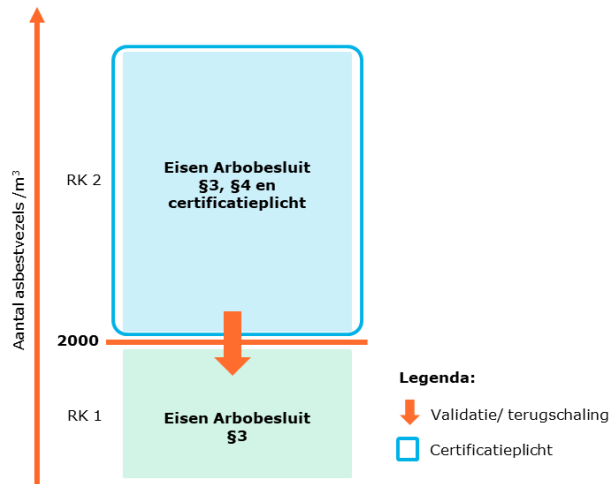 Aantal asbestvezels /m³
RK 2
Eisen Arbobesluit
§3, §4 en
certificatieplicht
2000
RK 1
Eisen Arbobesluit
§3
Legenda:
Validatie/ terugschaling
Certificatieplicht